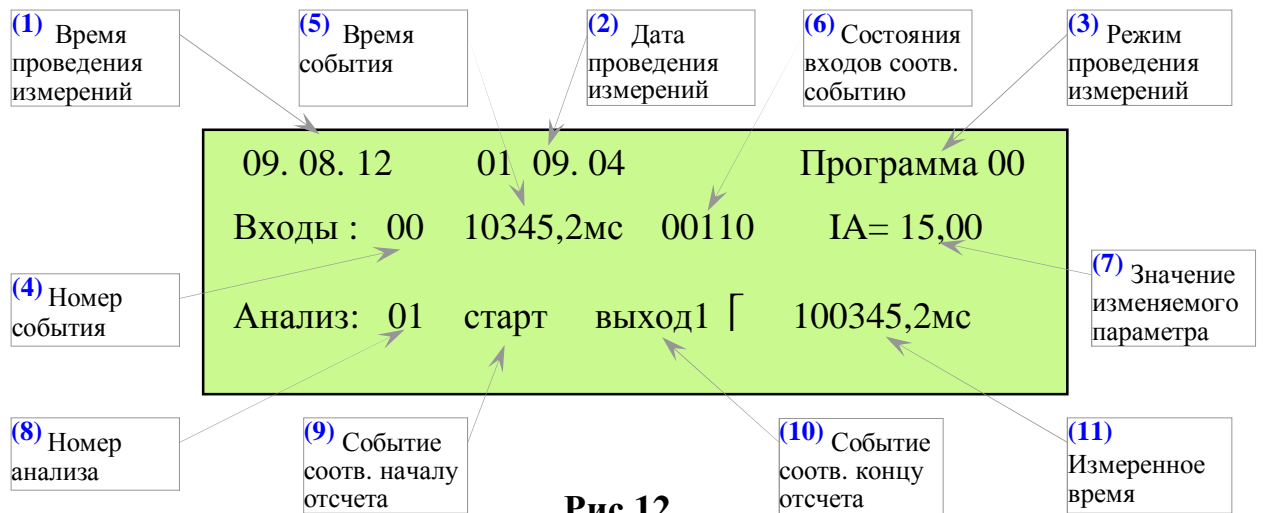 (1) Время
проведения
измерений
(5) Время
события
(2) Дата
проведения
измерений
(6) Состояния
входов соотв.
событию
(3) Режим
проведения
измерений
09. 08. 12 01 09. 04 Программа 00
Входы : 00 10345,2мс 00110 IA= 15,00
(4) Номер
события
(7) Значение
изменяемого
параметра
Анализ: 01 старт выход1 ⌈ 100345,2мс
(8) Номер
анализа
(9) Событие
соотв. началу
отсчета
(10) Событие
соотв. концу
отсчета
(11)
Измеренное
время
Рис 12